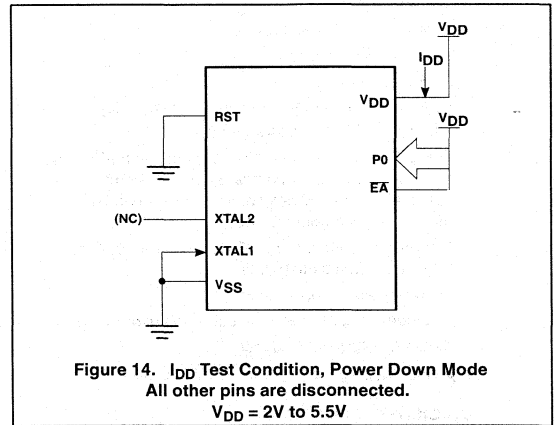 VDD
IDD
VDD
RST
VDD
P0
EA
(NC)
XTAL2
XTAL1
VSS
Figure 14. IDD Test Condition, Power Down Mode
All other pins are disconnected.
VDD = 2V to 5.5V